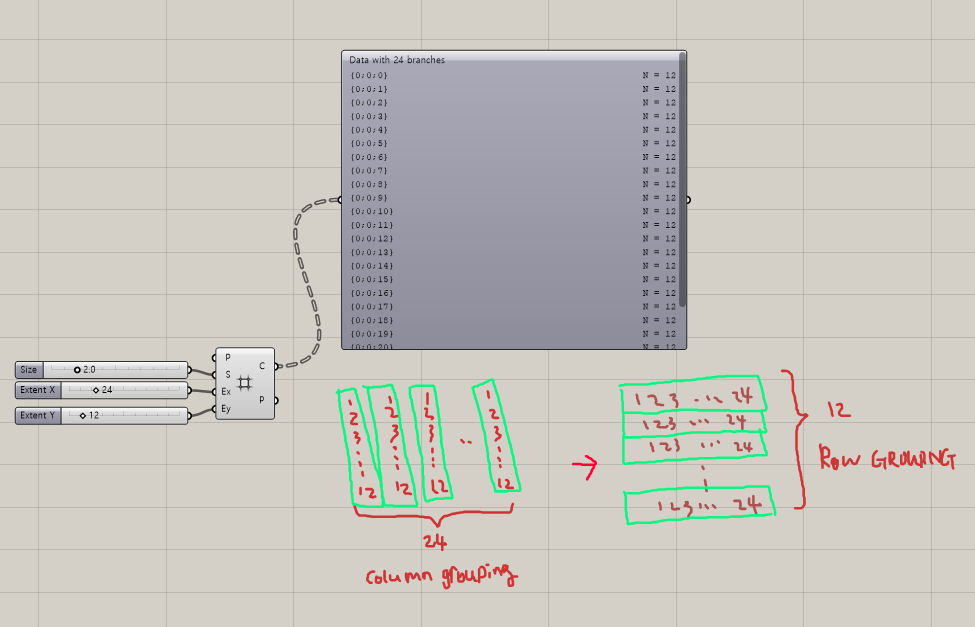 Data with 24 branches
{0;0;0} N = 12
{0;0;1} N = 12
{0;0;2} N = 12
{0;0;3} N = 12
{0;0;4} N = 12
{0;0;5} N = 12
{0;0;6} N = 12
{0;0;7} N = 12
{0;0;8} N = 12
{0;0;9} N = 12
{0;0;10} N = 12
{0;0;11} N = 12
{0;0;12} N = 12
{0;0;13} N = 12
{0;0;14} N = 12
{0;0;15} N = 12
{0;0;16} N = 12
{0;0;17} N = 12
{0;0;18} N = 12
{0;0;19} N = 12
{0;0;20} N = 12
Size 2.0
Extent X 24
Extent Y 12
P
S
Ex
Ey
C
P
1 1 1 1
2 2 2 2
3 3 3 .. 3
⋮ ⋮ ⋮ ⋮
12 12 12 12
24
Column grouping
→
1 2 3 ... 24
1 2 3 ... 24
1 2 3 ... 24
⋮
1 2 3 ... 24
12
ROW GROUPING